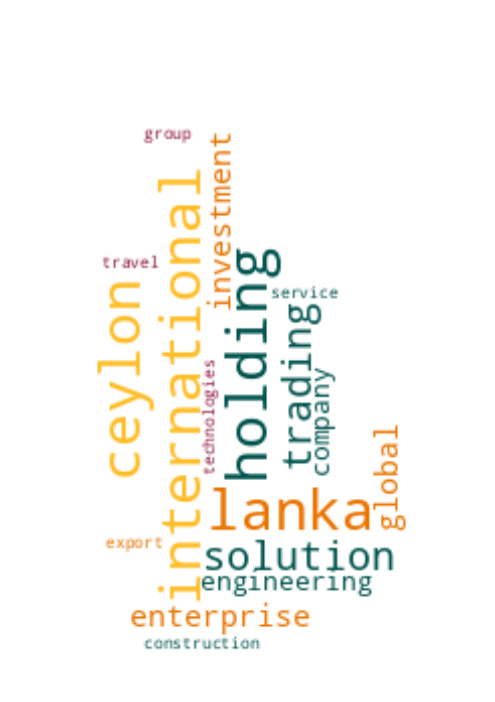 group
investment
international
holding
travel
ceylon
service
trading
technologies
company
global
lanka
export
solution
engineering
enterprise
construction